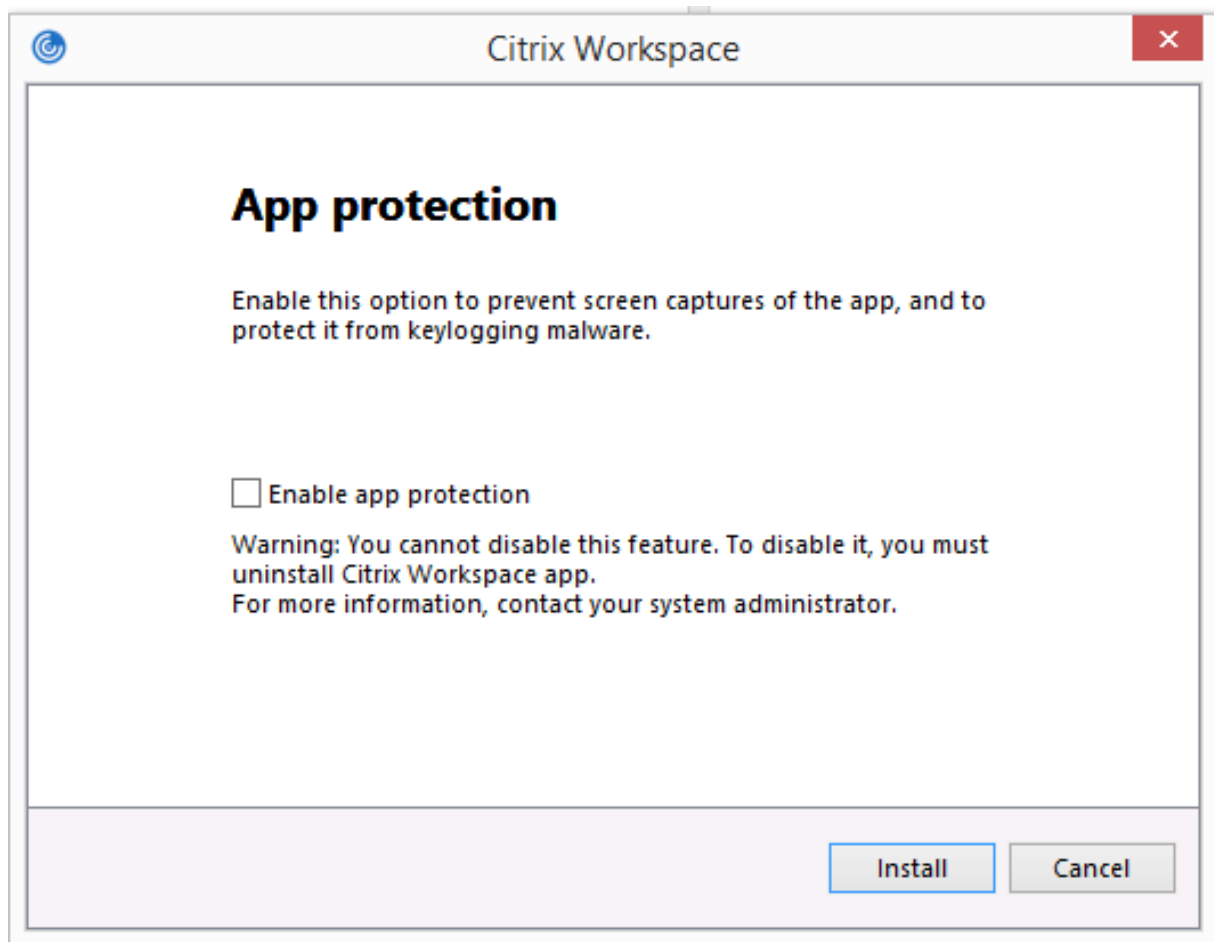 Citrix Workspace
App protection
Enable this option to prevent screen captures of the app, and to
protect it from keylogging malware.
Enable app protection
Warning: You cannot disable this feature. To disable it, you must
uninstall Citrix Workspace app.
For more information, contact your system administrator.
Install
Cancel